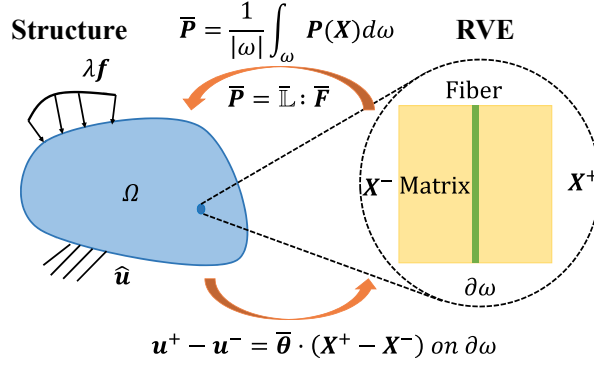 Structure
P̅ = 1/|ω| ∫_ω P(X)dω
RVE
λf
P̅ = 𝕃̅ : F̅
Fiber
Ω
X⁻
Matrix
X⁺
û
∂ω
u⁺ − u⁻ = θ̅ · (X⁺ − X⁻) on ∂ω